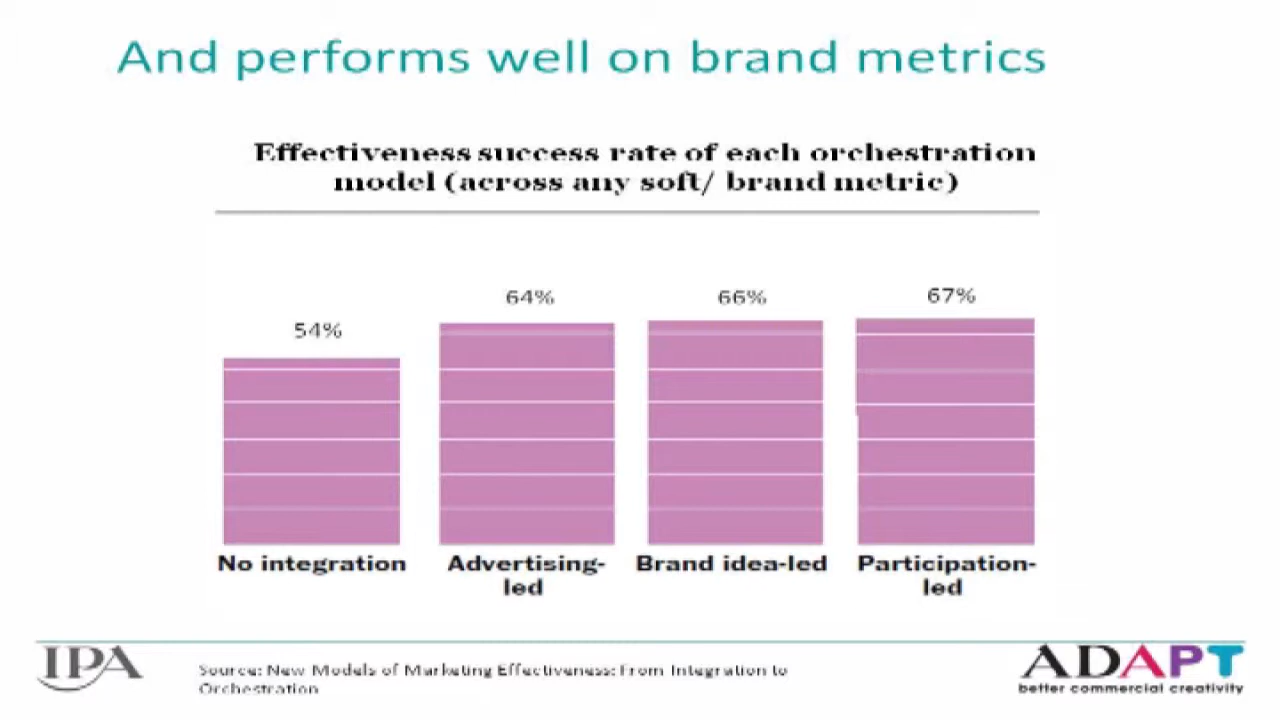 And performs well on brand metrics
Effectiveness success rate of each orchestration
model (across any soft/ brand metric)
54%
64%
66%
67%
No integration
Advertising-
led
Brand idea-led
Participation-
led
IPA
Source: New Models of Marketing Effectiveness: From Integration to
Orchestration
ADAPT
better commercial creativity